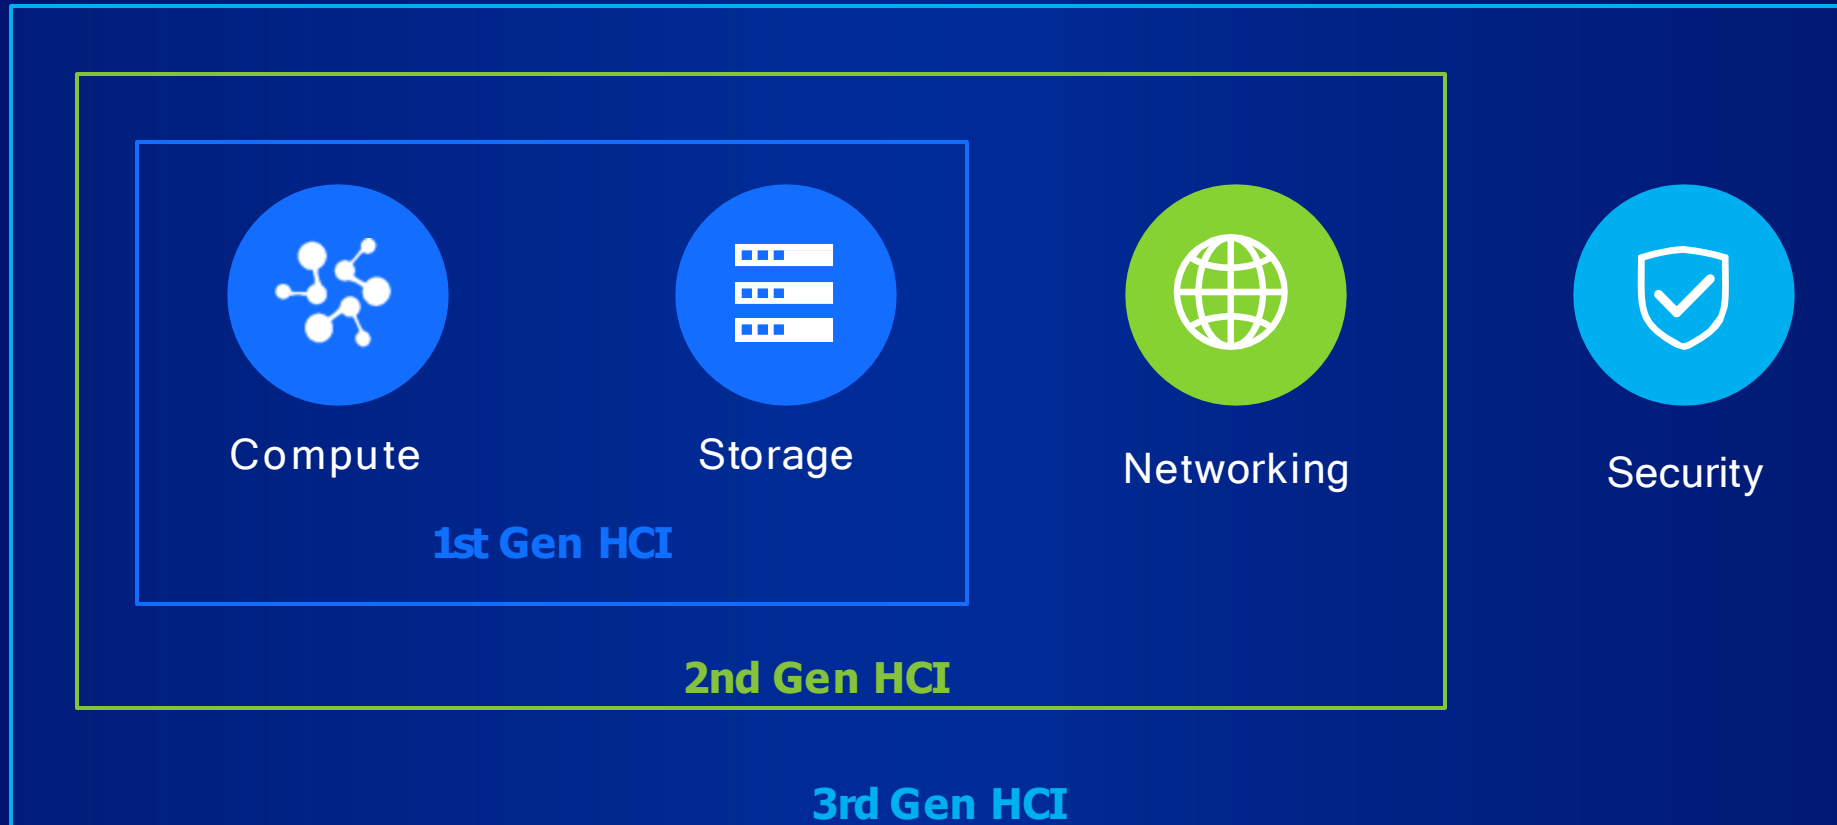 Compute
Storage
Networking
Security
1st Gen HCI
2nd Gen HCI
3rd Gen HCI